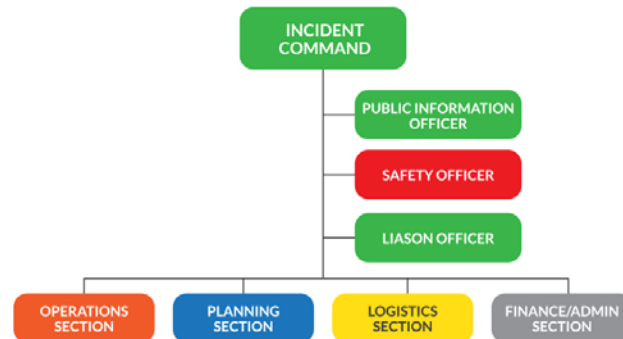 INCIDENT
COMMAND
PUBLIC INFORMATION
OFFICER
SAFETY OFFICER
LIASON OFFICER
OPERATIONS
SECTION
PLANNING
SECTION
LOGISTICS
SECTION
FINANCE/ADMIN
SECTION